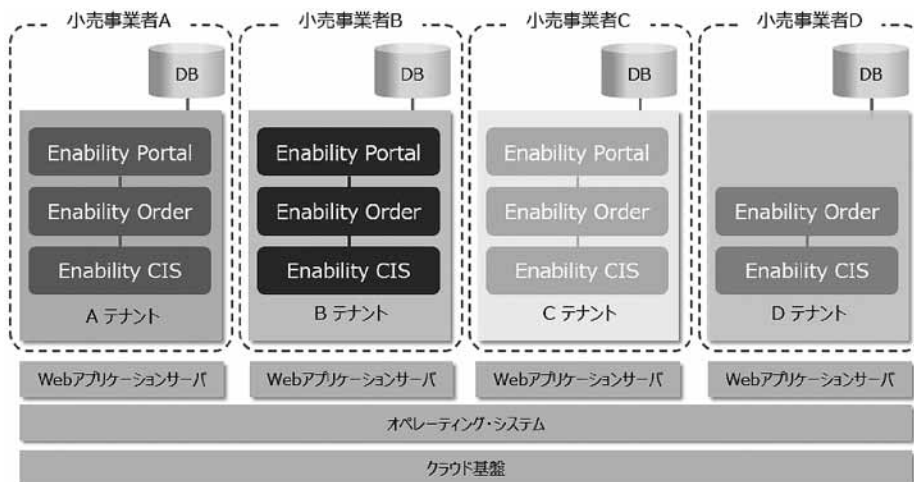 小売事業者A
小売事業者B
小売事業者C
小売事業者D
DB
DB
DB
DB
Enability Portal
Enability Portal
Enability Portal
Enability Order
Enability Order
Enability Order
Enability Order
Enability CIS
Enability CIS
Enability CIS
Enability CIS
A テナント
B テナント
C テナント
D テナント
Webアプリケーションサーバ
Webアプリケーションサーバ
Webアプリケーションサーバ
Webアプリケーションサーバ
オペレーティング・システム
クラウド基盤